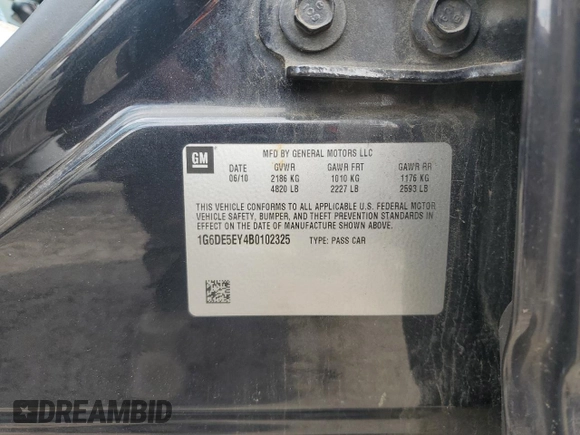 GM
MFD BY GENERAL MOTORS LLC
DATE GVWR GAWR FRT GAWR RR
06/10 2186 KG 1010 KG 1176 KG
4820 LB 2227 LB 2593 LB
THIS VEHICLE CONFORMS TO ALL APPLICABLE U.S. FEDERAL MOTOR
VEHICLE SAFETY, BUMPER, AND THEFT PREVENTION STANDARDS IN
EFFECT ON THE DATE OF MANUFACTURE SHOWN ABOVE.
1G6DE5EY4B0102325 TYPE: PASS CAR
DREAMBID